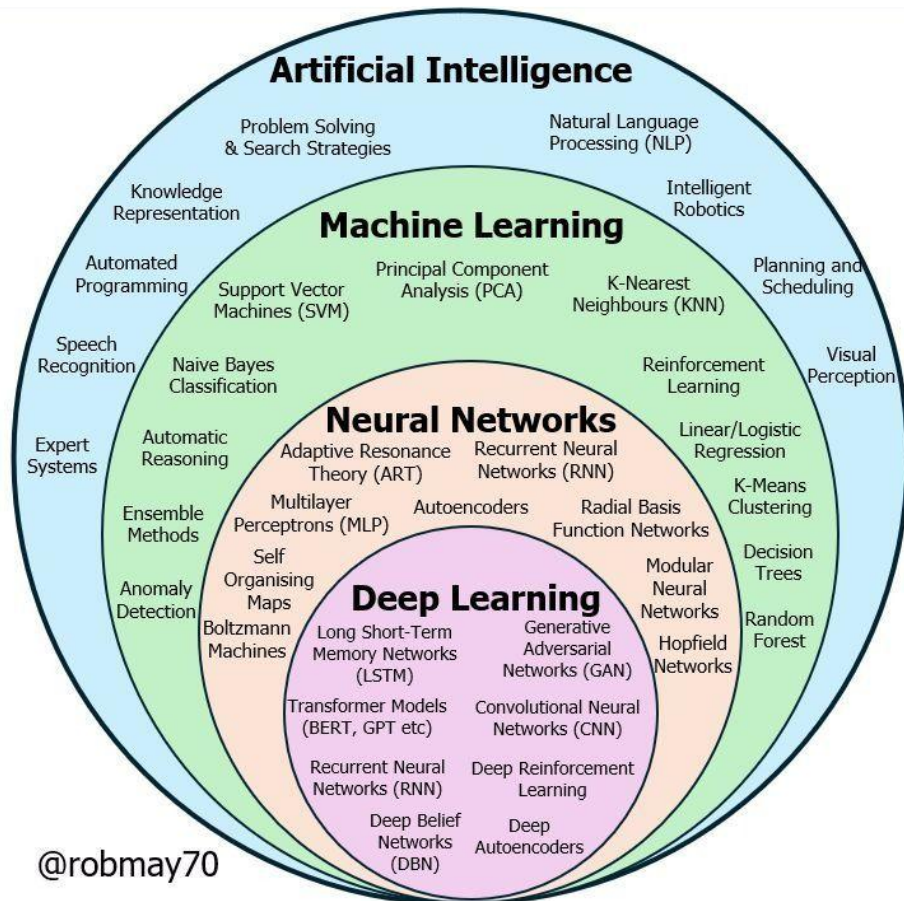 Artificial Intelligence
Problem Solving
& Search Strategies
Natural Language
Processing (NLP)
Knowledge
Representation
Intelligent
Robotics
Automated
Programming
Planning and
Scheduling
Speech
Recognition
Visual
Perception
Expert
Systems
Machine Learning
Principal Component
Analysis (PCA)
Support Vector
Machines (SVM)
K-Nearest
Neighbours (KNN)
Naive Bayes
Classification
Reinforcement
Learning
Automatic
Reasoning
Linear/Logistic
Regression
K-Means
Clustering
Ensemble
Methods
Decision
Trees
Anomaly
Detection
Random
Forest
Neural Networks
Adaptive Resonance
Theory (ART)
Recurrent Neural
Networks (RNN)
Multilayer
Perceptrons (MLP)
Autoencoders
Radial Basis
Function Networks
Self
Organising
Maps
Modular
Neural
Networks
Boltzmann
Machines
Hopfield
Networks
Deep Learning
Long Short-Term
Memory Networks
(LSTM)
Generative
Adversarial
Networks (GAN)
Transformer Models
(BERT, GPT etc)
Convolutional Neural
Networks (CNN)
Recurrent Neural
Networks (RNN)
Deep Reinforcement
Learning
Deep Belief
Networks
(DBN)
Deep
Autoencoders
@robmay70